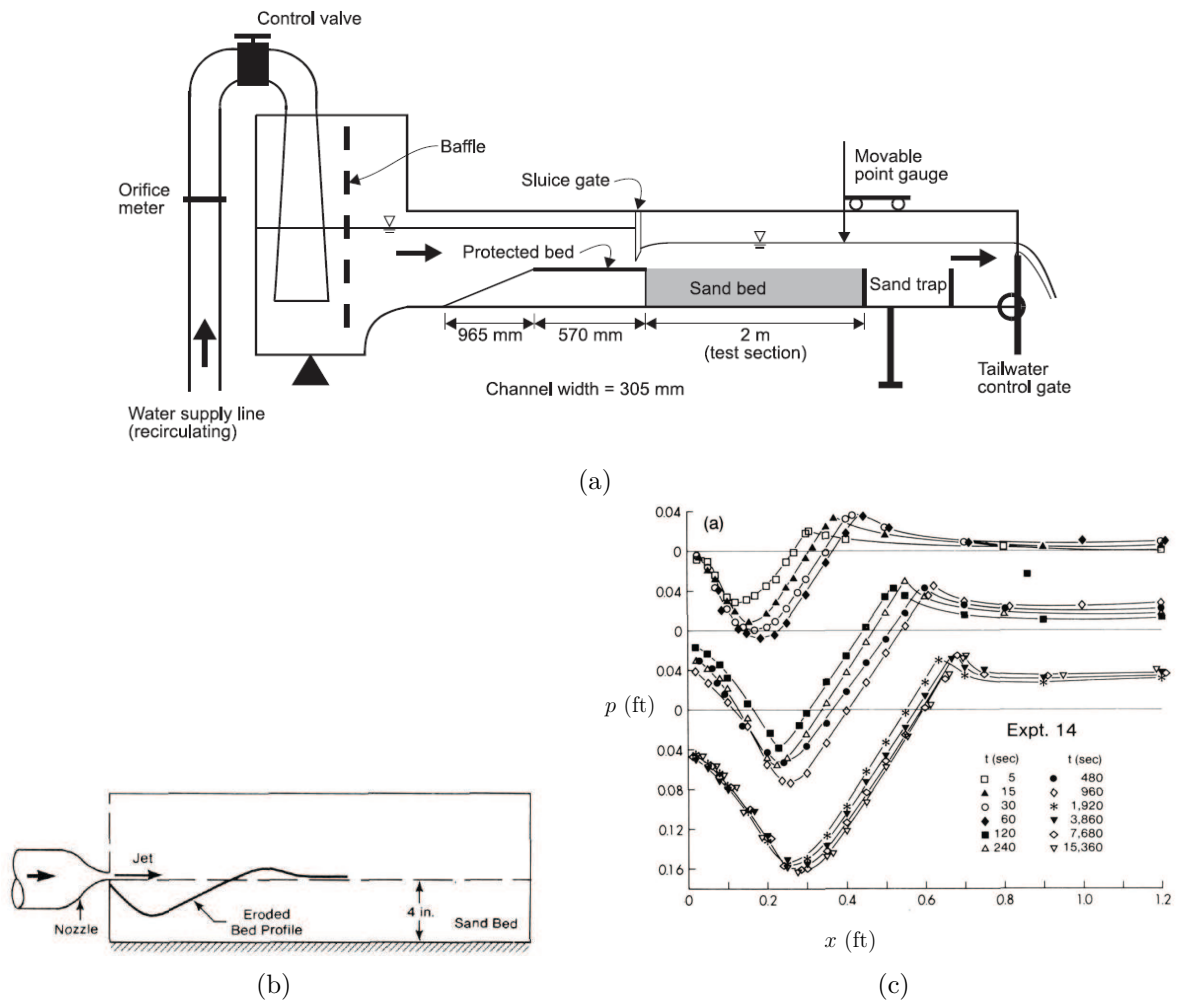 Control valve
Baffle
Orifice
meter
Sluice gate
Movable
point gauge
Protected bed
Sand bed
Sand trap
965 mm
570 mm
2 m
(test section)
Channel width = 305 mm
Tailwater
control gate
Water supply line
(recirculating)
(a)
Jet
Nozzle
Eroded
Bed Profile
4 in.
Sand Bed
(b)
(a)
0.04
0
0.04
0
0.04
0
0.04
0.08
0.12
0.16
p (ft)
Expt. 14
t (sec) t (sec)
5 480
15 960
30 1,920
60 3,860
120 7,680
240 15,360
0 0.2 0.4 0.6 0.8 1.0 1.2
x (ft)
(c)